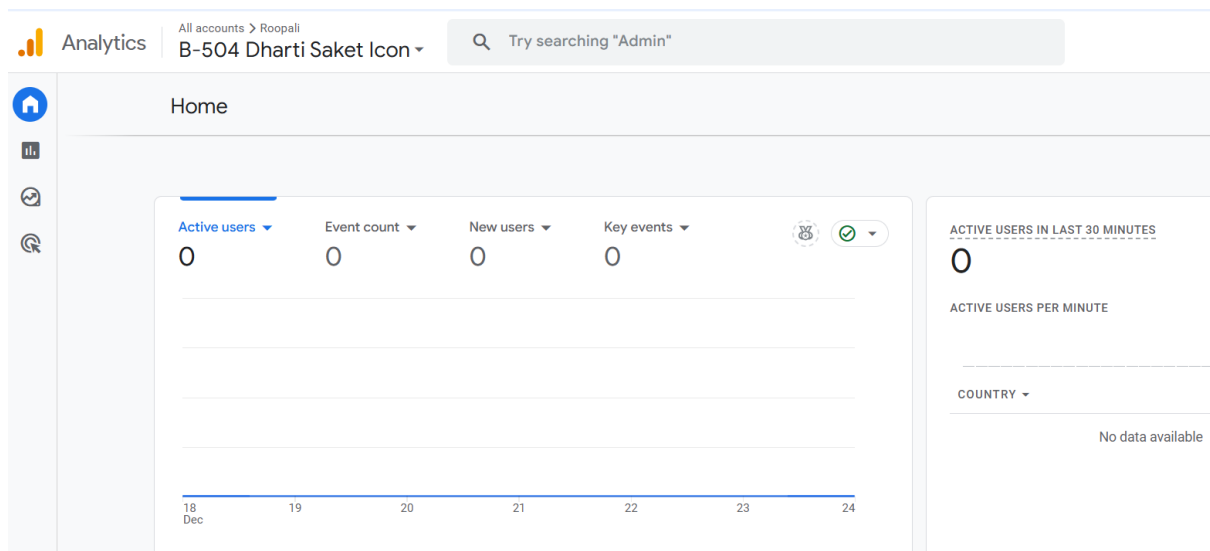 All accounts > Roopali
Analytics
B-504 Dharti Saket Icon
Try searching "Admin"
Home
Active users
Event count
New users
Key events
0
0
0
0
18
Dec
19
20
21
22
23
24
ACTIVE USERS IN LAST 30 MINUTES
0
ACTIVE USERS PER MINUTE
COUNTRY
No data available